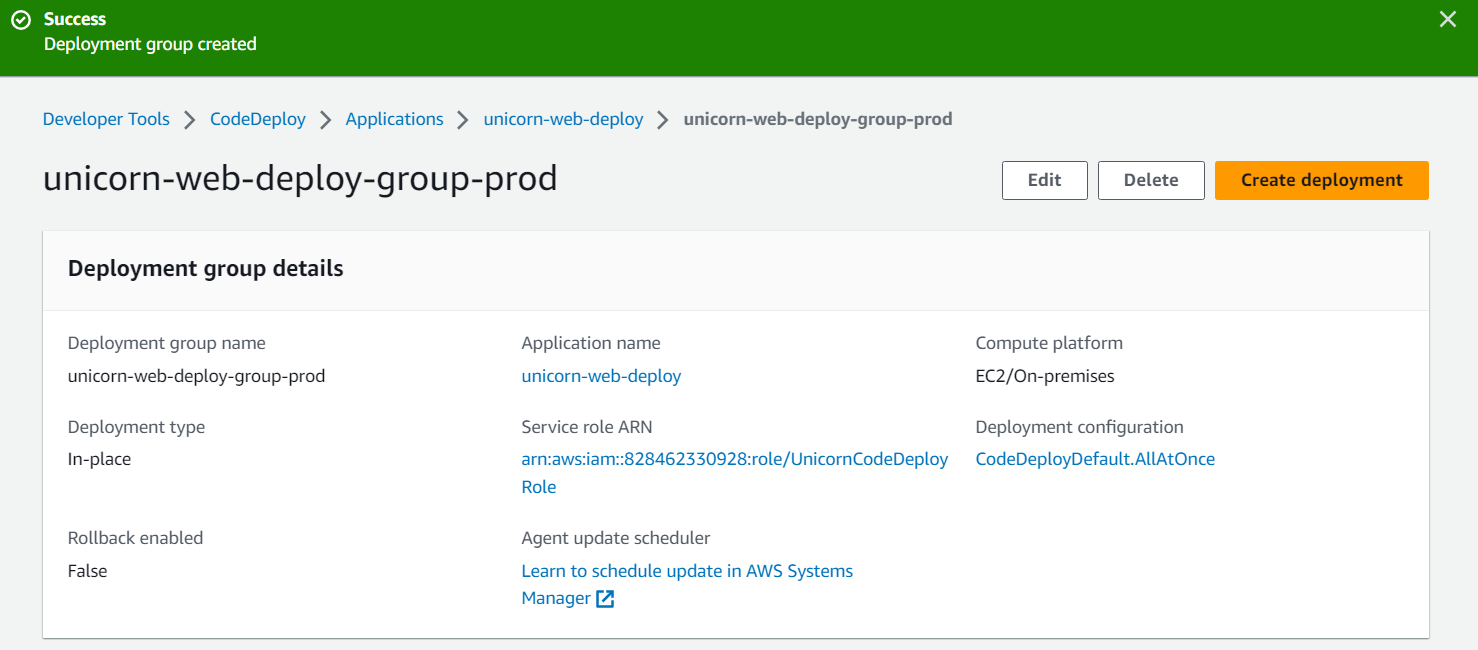 Success
Deployment group created
Developer Tools
CodeDeploy
Applications
unicorn-web-deploy
unicorn-web-deploy-group-prod
unicorn-web-deploy-group-prod
Edit
Delete
Create deployment
Deployment group details
Deployment group name
unicorn-web-deploy-group-prod
Application name
unicorn-web-deploy
Compute platform
EC2/On-premises
Deployment type
In-place
Service role ARN
arn:aws:iam::828462330928:role/UnicornCodeDeploy
Role
Deployment configuration
CodeDeployDefault.AllAtOnce
Rollback enabled
False
Agent update scheduler
Learn to schedule update in AWS Systems
Manager